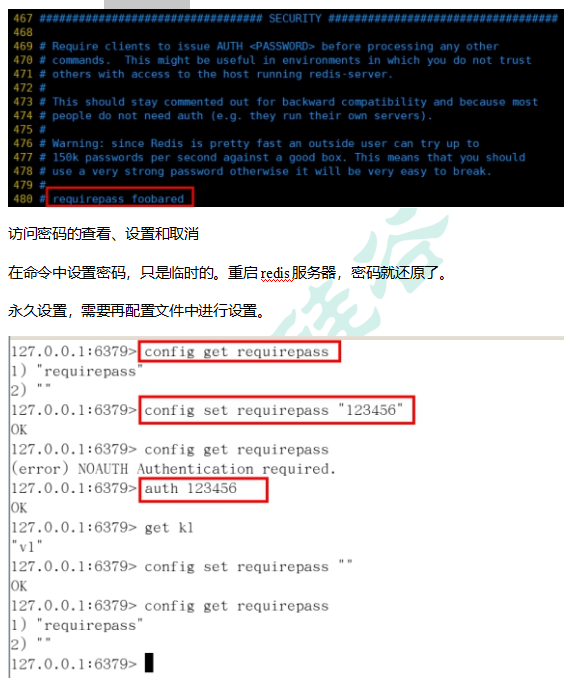 467 ################################## SECURITY ###################################
468
469 # Require clients to issue AUTH <PASSWORD> before processing any other
470 # commands.  This might be useful in environments in which you do not trust
471 # others with access to the host running redis-server.
472 #
473 # This should stay commented out for backward compatibility and because most
474 # people do not need auth (e.g. they run their own servers).
475 #
476 # Warning: since Redis is pretty fast an outside user can try up to
477 # 150k passwords per second against a good box. This means that you should
478 # use a very strong password otherwise it will be very easy to break.
479 #
480 # requirepass foobared
访问密码的查看、设置和取消
在命令中设置密码，只是临时的。重启 redis 服务器，密码就还原了。
永久设置，需要再配置文件中进行设置。
硅谷
127.0.0.1:6379> config get requirepass
1) "requirepass"
2) ""
127.0.0.1:6379> config set requirepass "123456"
OK
127.0.0.1:6379> config get requirepass
(error) NOAUTH Authentication required.
127.0.0.1:6379> auth 123456
OK
127.0.0.1:6379> get k1
"v1"
127.0.0.1:6379> config set requirepass ""
OK
127.0.0.1:6379> config get requirepass
1) "requirepass"
2) ""
127.0.0.1:6379>